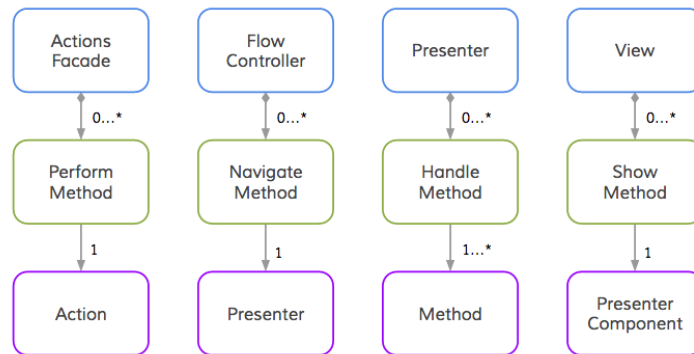 Actions
Facade
Flow
Controller
Presenter
View
0...*
0...*
0...*
0...*
Perform
Method
Navigate
Method
Handle
Method
Show
Method
1
1
1...*
1
Action
Presenter
Method
Presenter
Component